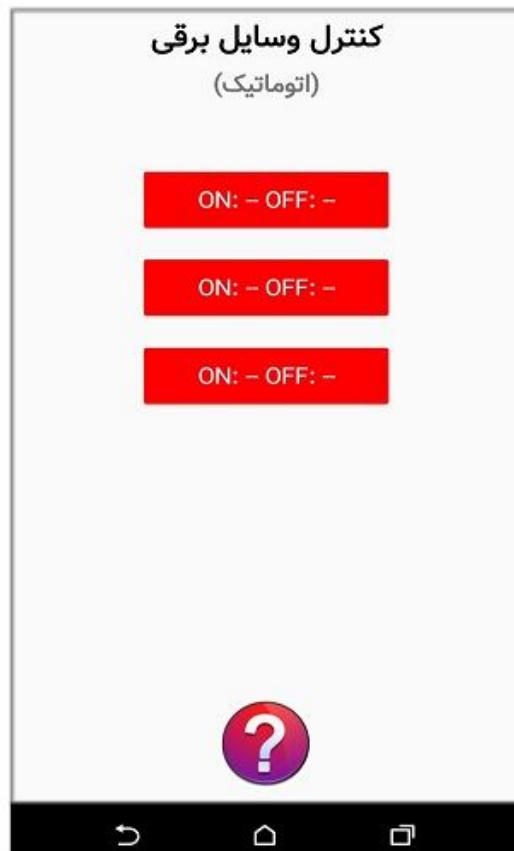 کنترل وسایل برقی
(اتوماتیک)
ON: -- OFF: --
ON: -- OFF: --
ON: -- OFF: --
?